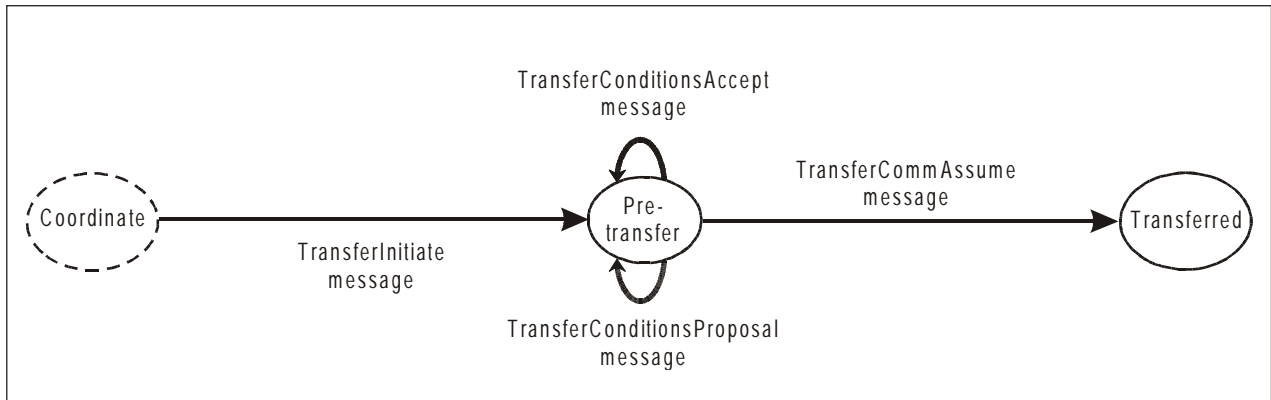 TransferConditionsAccept
message
TransferCommAssume
message
Coordinate
Pre-
transfer
Transferred
TransferInitiate
message
TransferConditionsProposal
message